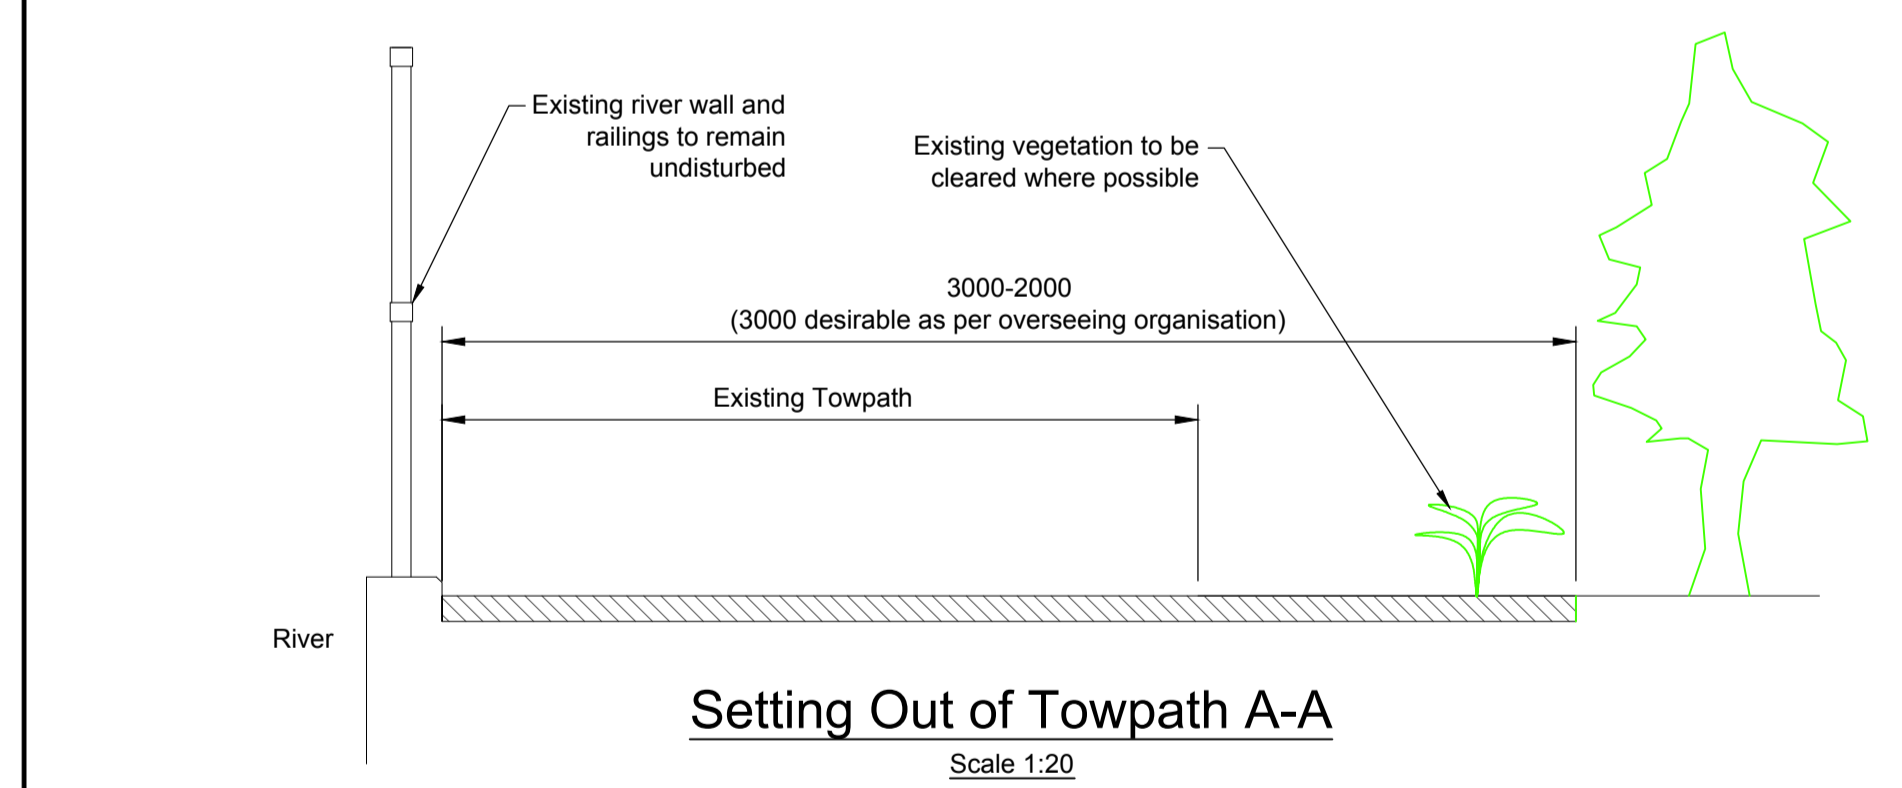 Existing river wall and
railings to remain
undisturbed
Existing vegetation to be
cleared where possible
3000-2000
(3000 desirable as per overseeing organisation)
Existing Towpath
River
Setting Out of Towpath A-A
Scale 1:20